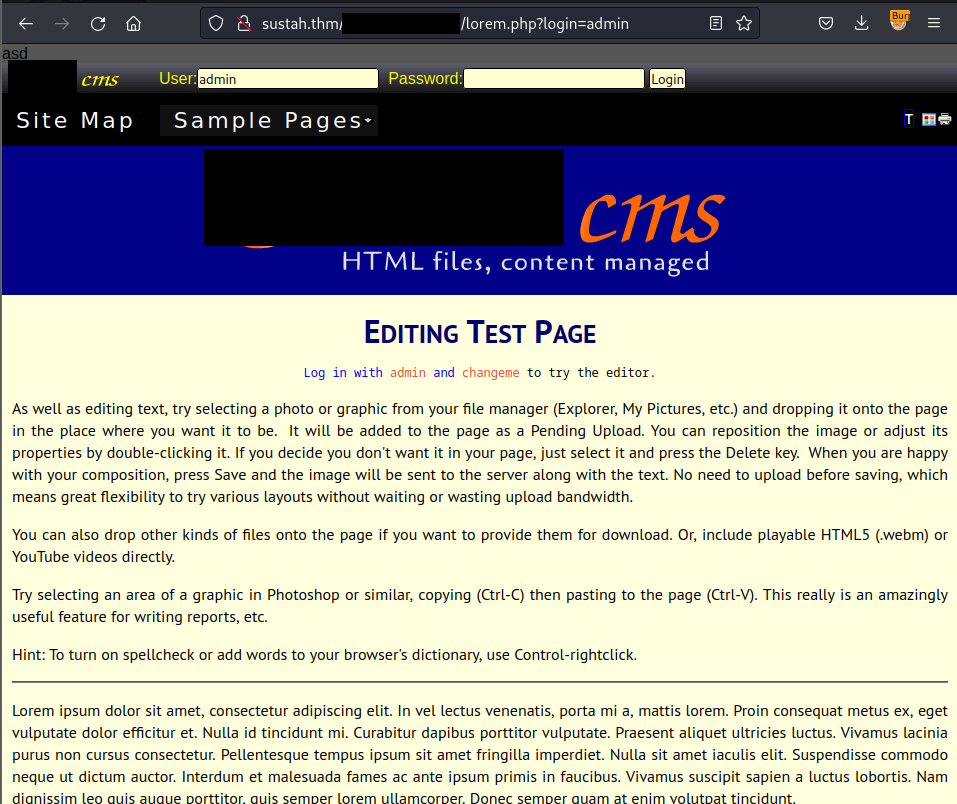 sustah.thm/ /lorem.php?login=admin
Burp
asd
cms User: admin Password: Login
Site Map Sample Pages T
cms
HTML files, content managed
Editing Test Page
Log in with admin and changeme to try the editor.
As well as editing text, try selecting a photo or graphic from your file manager (Explorer, My Pictures, etc.) and dropping it onto the page
in the place where you want it to be. It will be added to the page as a Pending Upload. You can reposition the image or adjust its
properties by double-clicking it. If you decide you don't want it in your page, just select it and press the Delete key. When you are happy
with your composition, press Save and the image will be sent to the server along with the text. No need to upload before saving, which
means great flexibility to try various layouts without waiting or wasting upload bandwidth.
You can also drop other kinds of files onto the page if you want to provide them for download. Or, include playable HTML5 (.webm) or
YouTube videos directly.
Try selecting an area of a graphic in Photoshop or similar, copying (Ctrl-C) then pasting to the page (Ctrl-V). This really is an amazingly
useful feature for writing reports, etc.
Hint: To turn on spellcheck or add words to your browser's dictionary, use Control-rightclick.
Lorem ipsum dolor sit amet, consectetur adipiscing elit. In vel lectus venenatis, porta mi a, mattis lorem. Proin consequat metus ex, eget
vulputate dolor efficitur et. Nulla id tincidunt mi. Curabitur dapibus porttitor vulputate. Praesent aliquet ultricies luctus. Vivamus lacinia
purus non cursus consectetur. Pellentesque tempus ipsum sit amet fringilla imperdiet. Nulla sit amet iaculis elit. Suspendisse commodo
neque ut dictum auctor. Interdum et malesuada fames ac ante ipsum primis in faucibus. Vivamus suscipit sapien a luctus lobortis. Nam
dignissim leo quis augue porttitor, quis semper lorem ullamcorper. Donec semper quam at enim volutpat tincidunt.